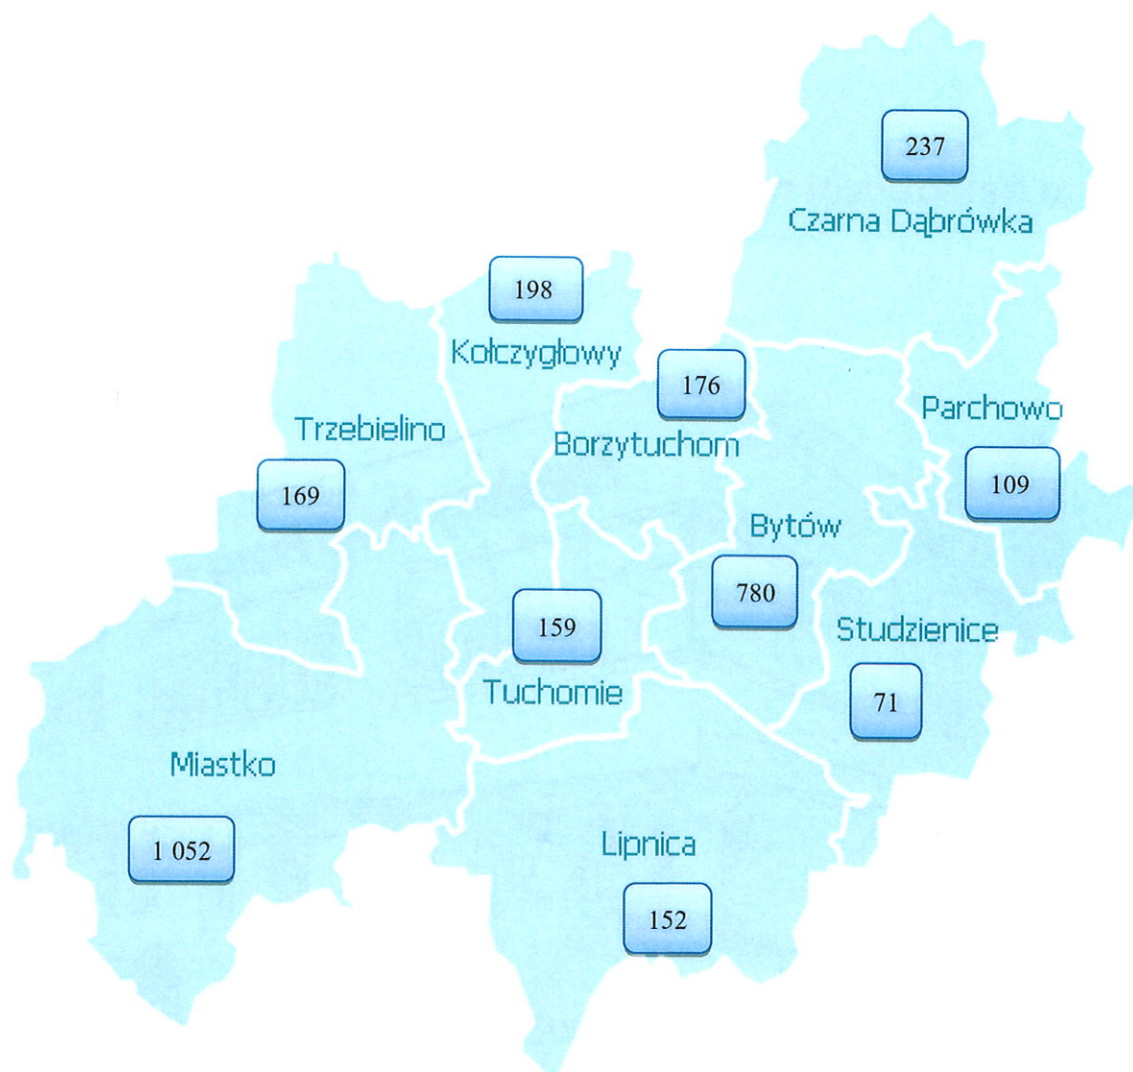 237
Czarna Dąbrówka
198
Kołczygłowy
176
Borzytuchom
Parchowo
109
Trzebielino
169
Bytów
780
159
Tuchomie
Studzienice
71
Miastko
1 052
Lipnica
152